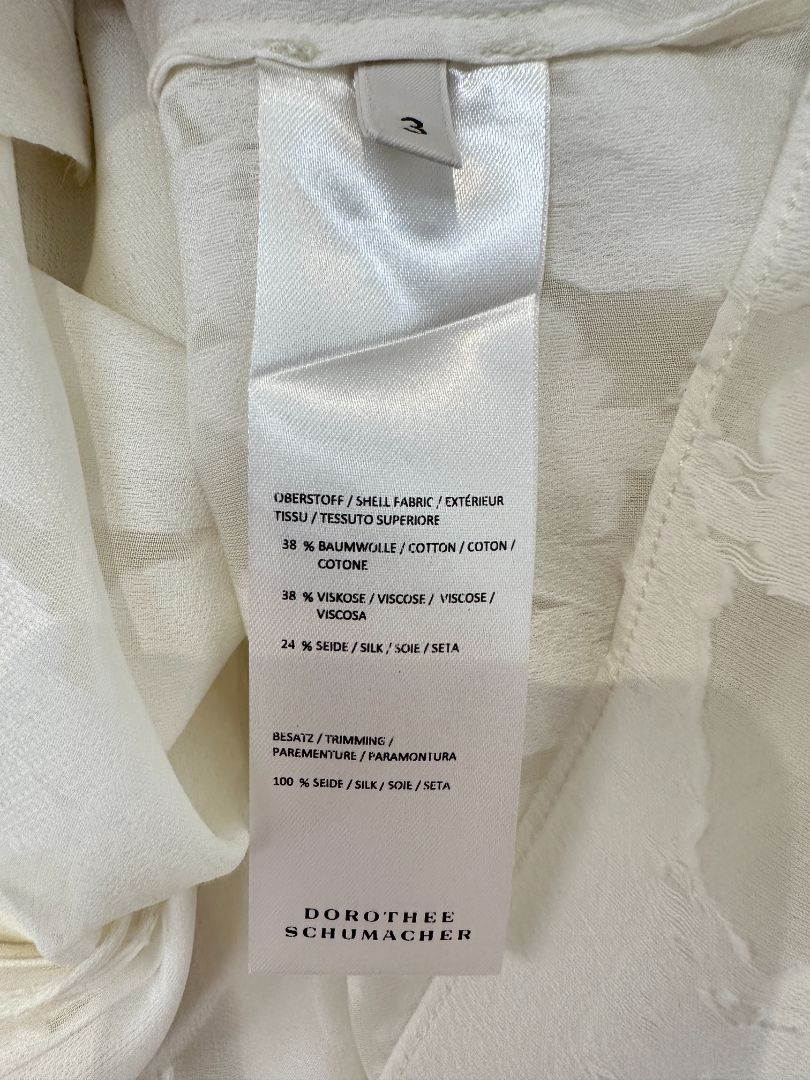 3
OBERSTOFF / SHELL FABRIC / EXTÉRIEUR
TISSU / TESSUTO SUPERIORE
38 % BAUMWOLLE / COTTON / COTON /
COTONE
38 % VISKOSE / VISCOSE / VISCOSE /
VISCOSA
24 % SEIDE / SILK / SOIE / SETA
BESATZ / TRIMMING /
PAREMENTURE / PARAMONTURA
100 % SEIDE / SILK / SOIE / SETA
DOROTHEE
SCHUMACHER